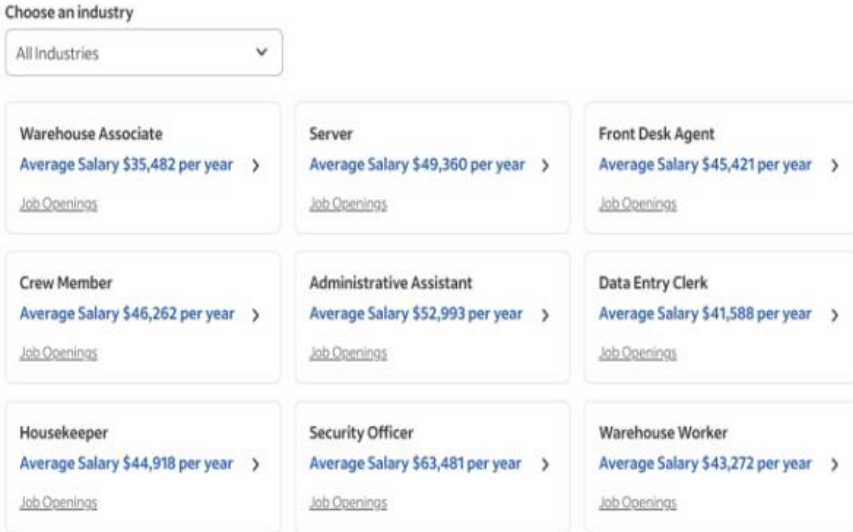 Choose an industry
All Industries
Warehouse Associate
Average Salary $35,482 per year
Job Openings
Server
Average Salary $49,360 per year
Job Openings
Front Desk Agent
Average Salary $45,421 per year
Job Openings
Crew Member
Average Salary $46,262 per year
Job Openings
Administrative Assistant
Average Salary $52,993 per year
Job Openings
Data Entry Clerk
Average Salary $41,588 per year
Job Openings
Housekeeper
Average Salary $44,918 per year
Job Openings
Security Officer
Average Salary $63,481 per year
Job Openings
Warehouse Worker
Average Salary $43,272 per year
Job Openings